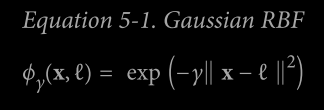 Equation 5-1. Gaussian RBF
ϕγ(x, ℓ) = exp (−γ‖ x − ℓ ‖²)